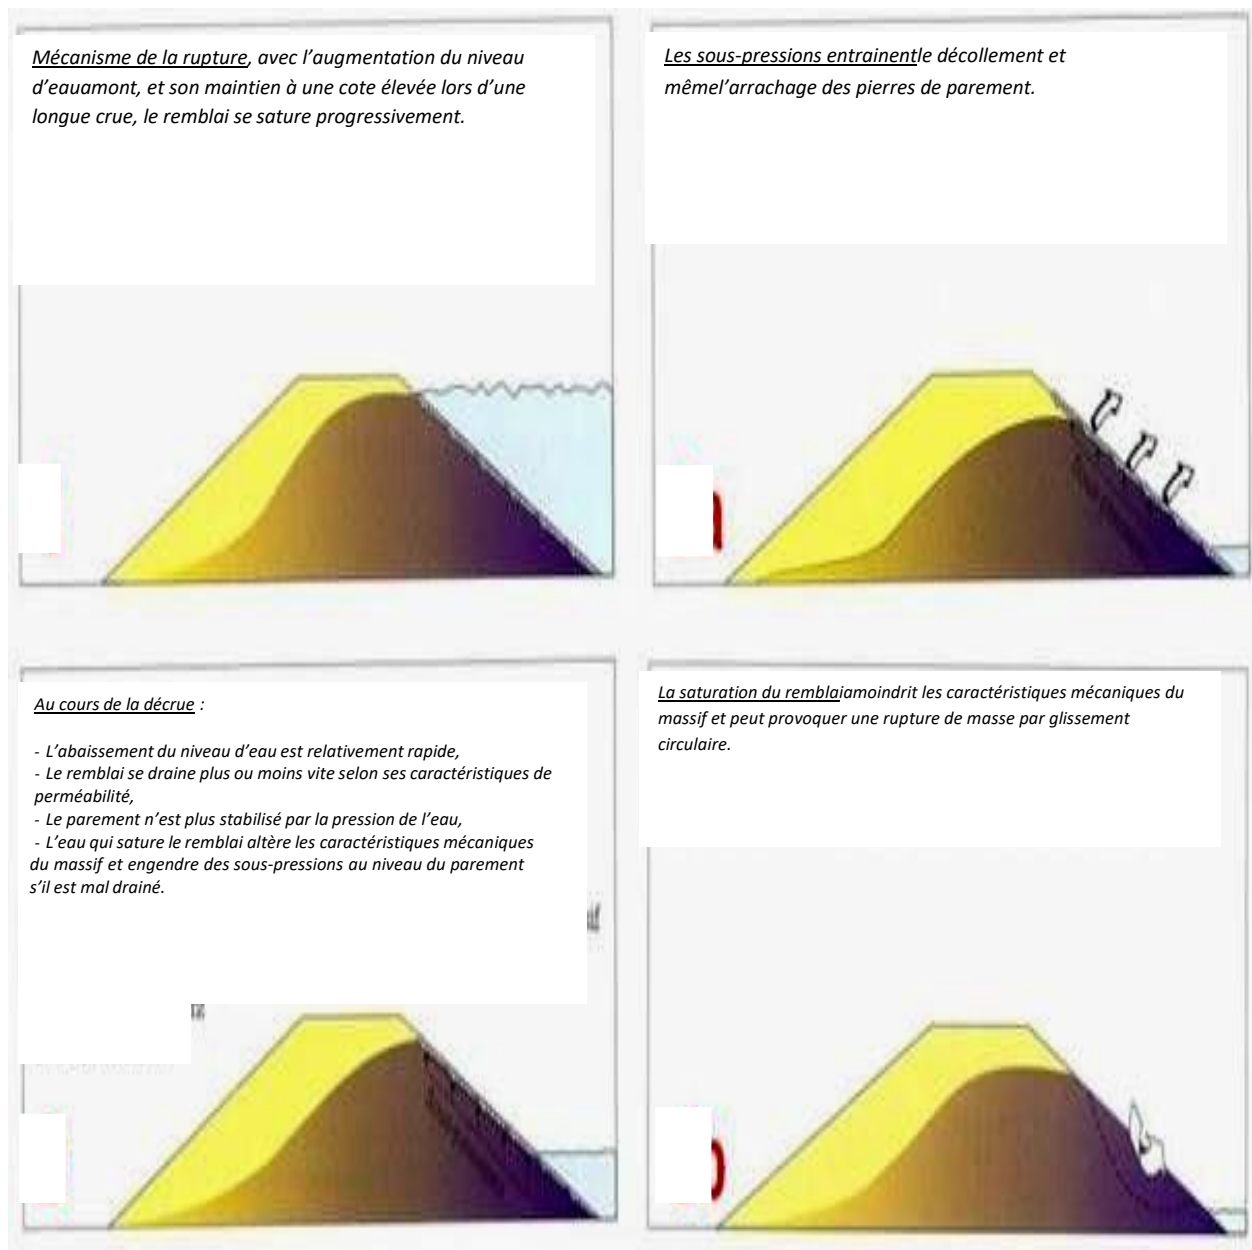 Mécanisme de la rupture, avec l’augmentation du niveau
d’eauamont, et son maintien à une cote élevée lors d’une
longue crue, le remblai se sature progressivement.
Les sous-pressions entrainentle décollement et
mêmel’arrachage des pierres de parement.
Au cours de la décrue :
- L’abaissement du niveau d’eau est relativement rapide,
- Le remblai se draine plus ou moins vite selon ses caractéristiques de
perméabilité,
- Le parement n’est plus stabilisé par la pression de l’eau,
- L’eau qui sature le remblai altère les caractéristiques mécaniques
du massif et engendre des sous-pressions au niveau du parement
s’il est mal drainé.
La saturation du remblaiamoindrit les caractéristiques mécaniques du
massif et peut provoquer une rupture de masse par glissement
circulaire.